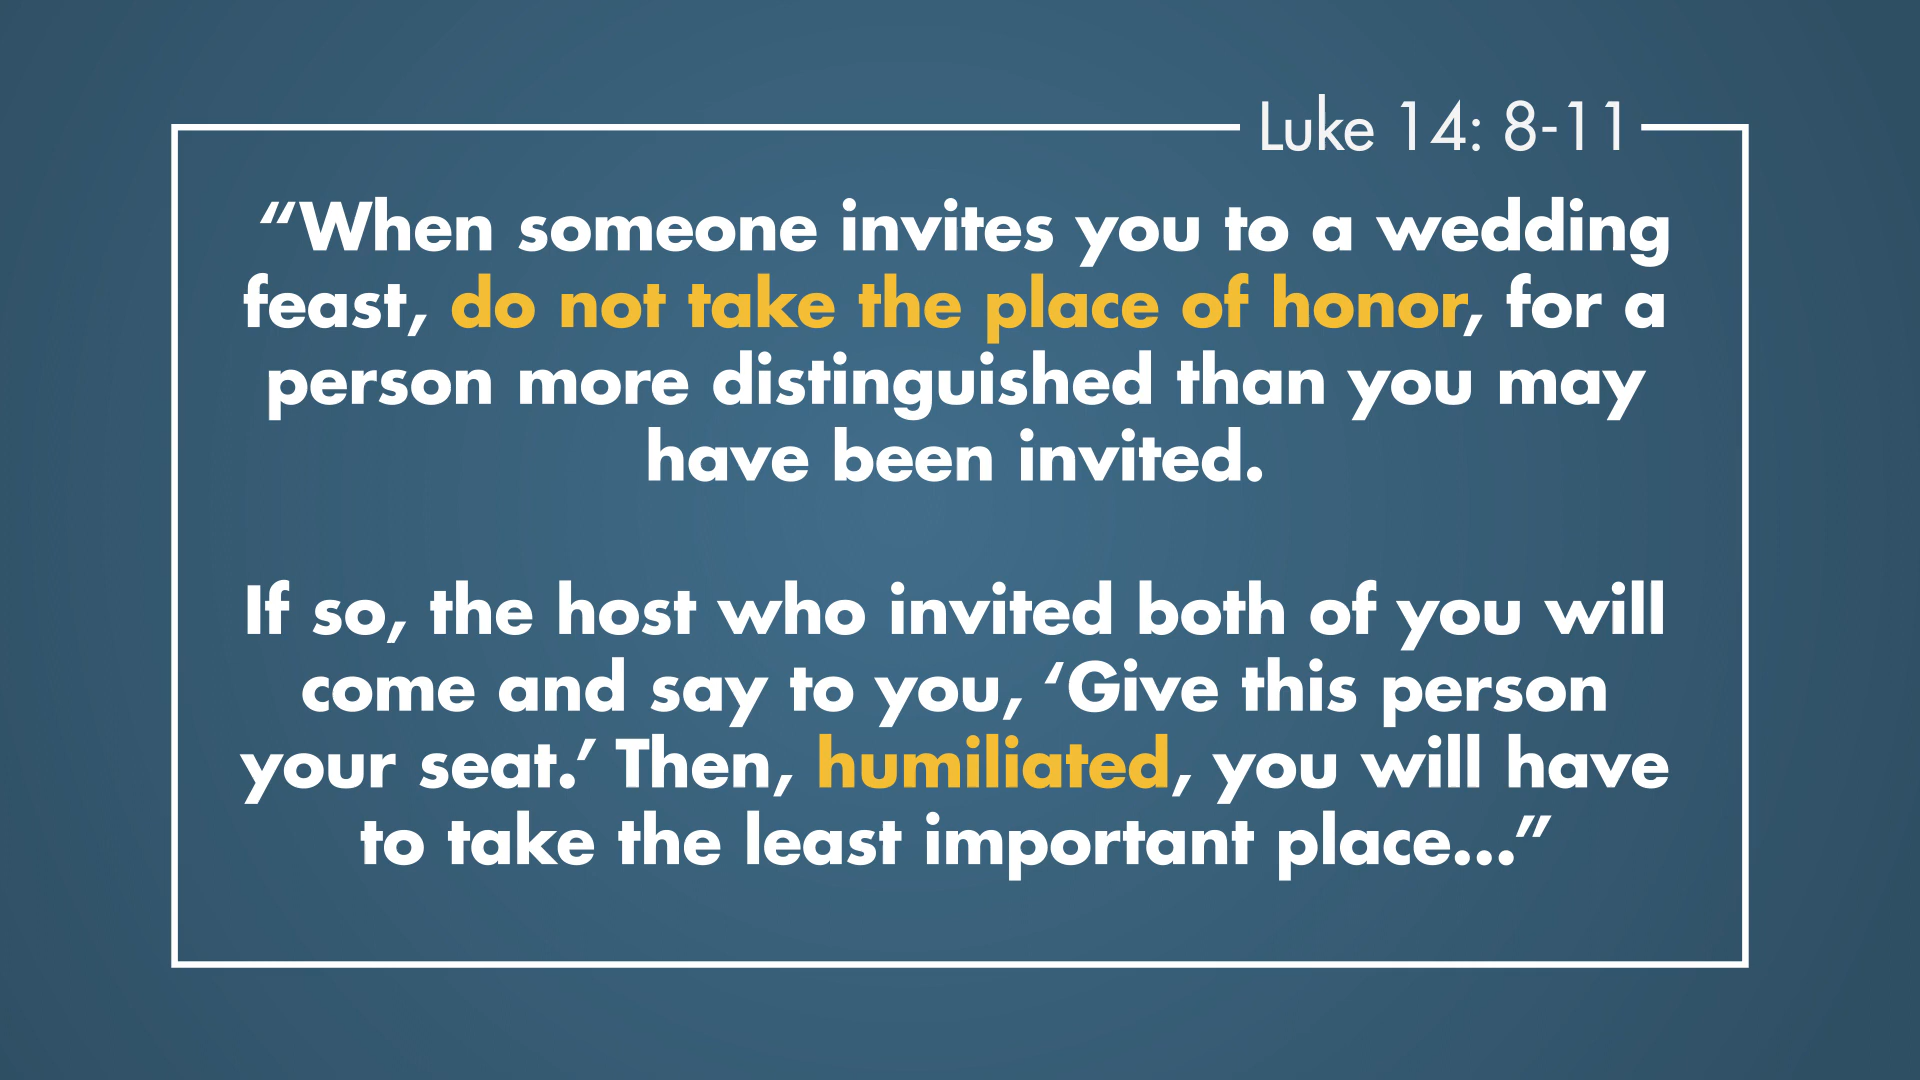 Luke 14: 8-11
“When someone invites you to a wedding
feast, do not take the place of honor, for a
person more distinguished than you may
have been invited.
If so, the host who invited both of you will
come and say to you, ‘Give this person
your seat.’ Then, humiliated, you will have
to take the least important place...”